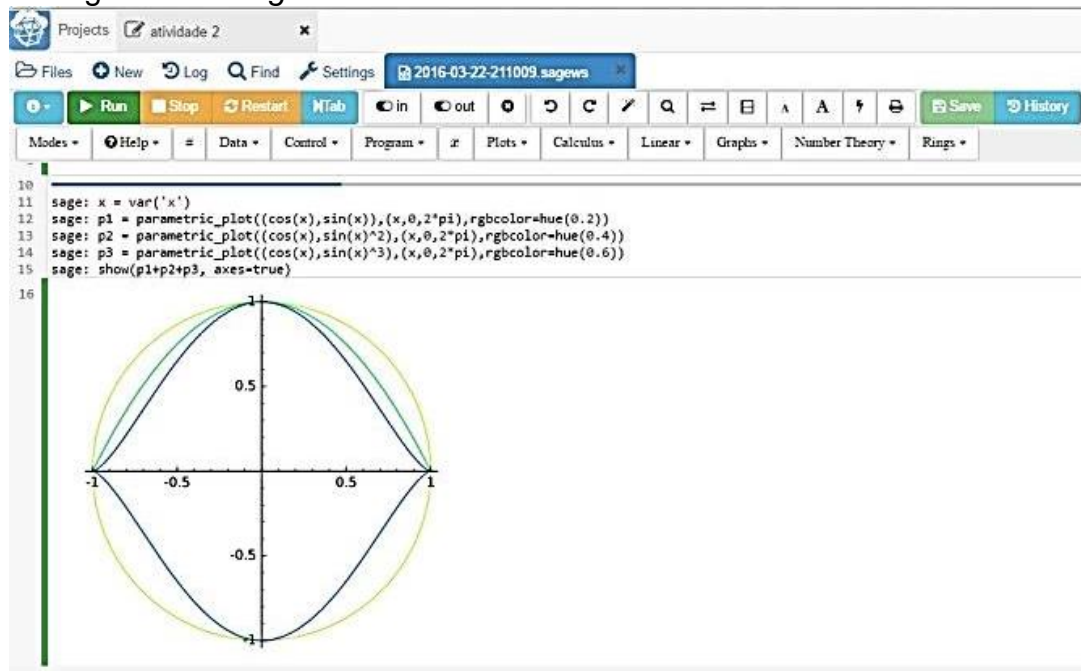 Projects atividade 2 ×
Files New Log Find Settings 2016-03-22-211009.sagews ×
Run Stop Restart Tab in out A A Save History
Modes Help # Data Control Program x Plots Calculus Linear Graphs Number Theory Rings
10
11 sage: x = var('x')
12 sage: p1 = parametric_plot((cos(x),sin(x)),(x,0,2*pi),rgbcolor=hue(0.2))
13 sage: p2 = parametric_plot((cos(x),sin(x)^2),(x,0,2*pi),rgbcolor=hue(0.4))
14 sage: p3 = parametric_plot((cos(x),sin(x)^3),(x,0,2*pi),rgbcolor=hue(0.6))
15 sage: show(p1+p2+p3, axes=true)
16
1
0.5
-1 -0.5 0.5 1
-0.5
-1